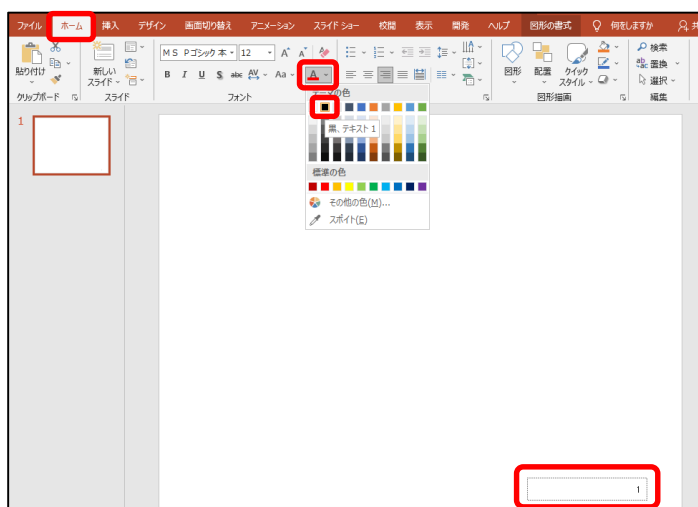 ファイル ホーム 挿入 デザイン 画面切り替え アニメーション スライド ショー 校閲 表示 開発 ヘルプ 図形の書式 何をしますか 共
貼り付け 新しい スライド
ＭＳ Ｐゴシック 本 12
B I U S abc AV Aa A
図形 配置 クイック スタイル
検索
置換
選択
クリップボード スライド フォント 図形描画 編集
テーマの色
黒、テキスト 1
標準の色
その他の色(M)...
スポイト(E)
1
1